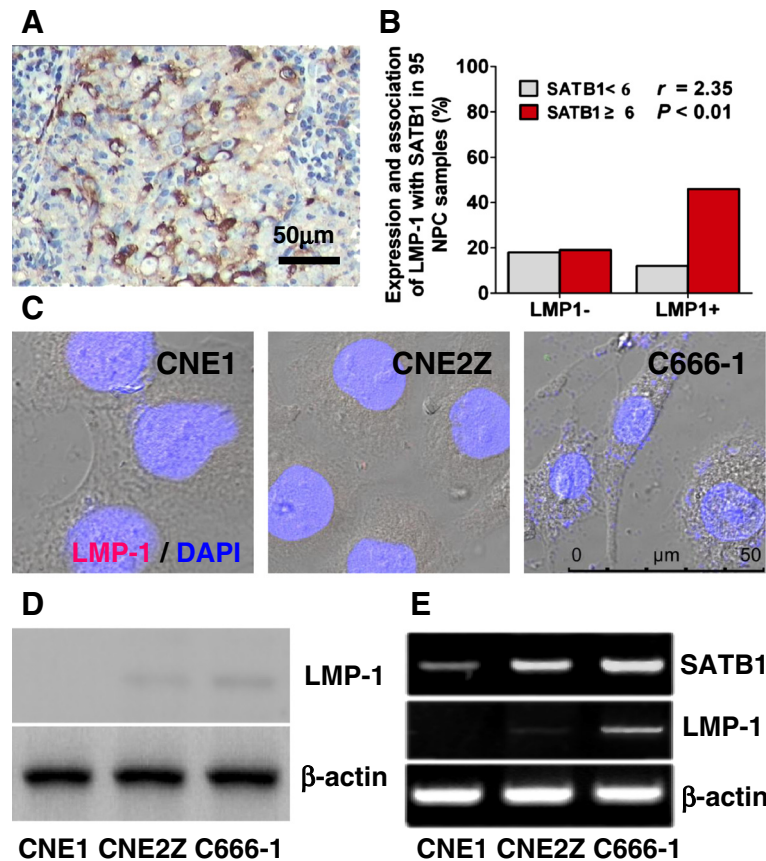 A
50µm
B
Expression and association
of LMP-1 with SATB1 in 95
NPC samples (%)
100
80
60
40
20
0
SATB1< 6 r = 2.35
SATB1≥ 6 P < 0.01
LMP1- LMP1+
C
CNE1
LMP-1 / DAPI
CNE2Z
C666-1
0 µm 50
D
LMP-1
β-actin
CNE1 CNE2Z C666-1
E
SATB1
LMP-1
β-actin
CNE1 CNE2Z C666-1